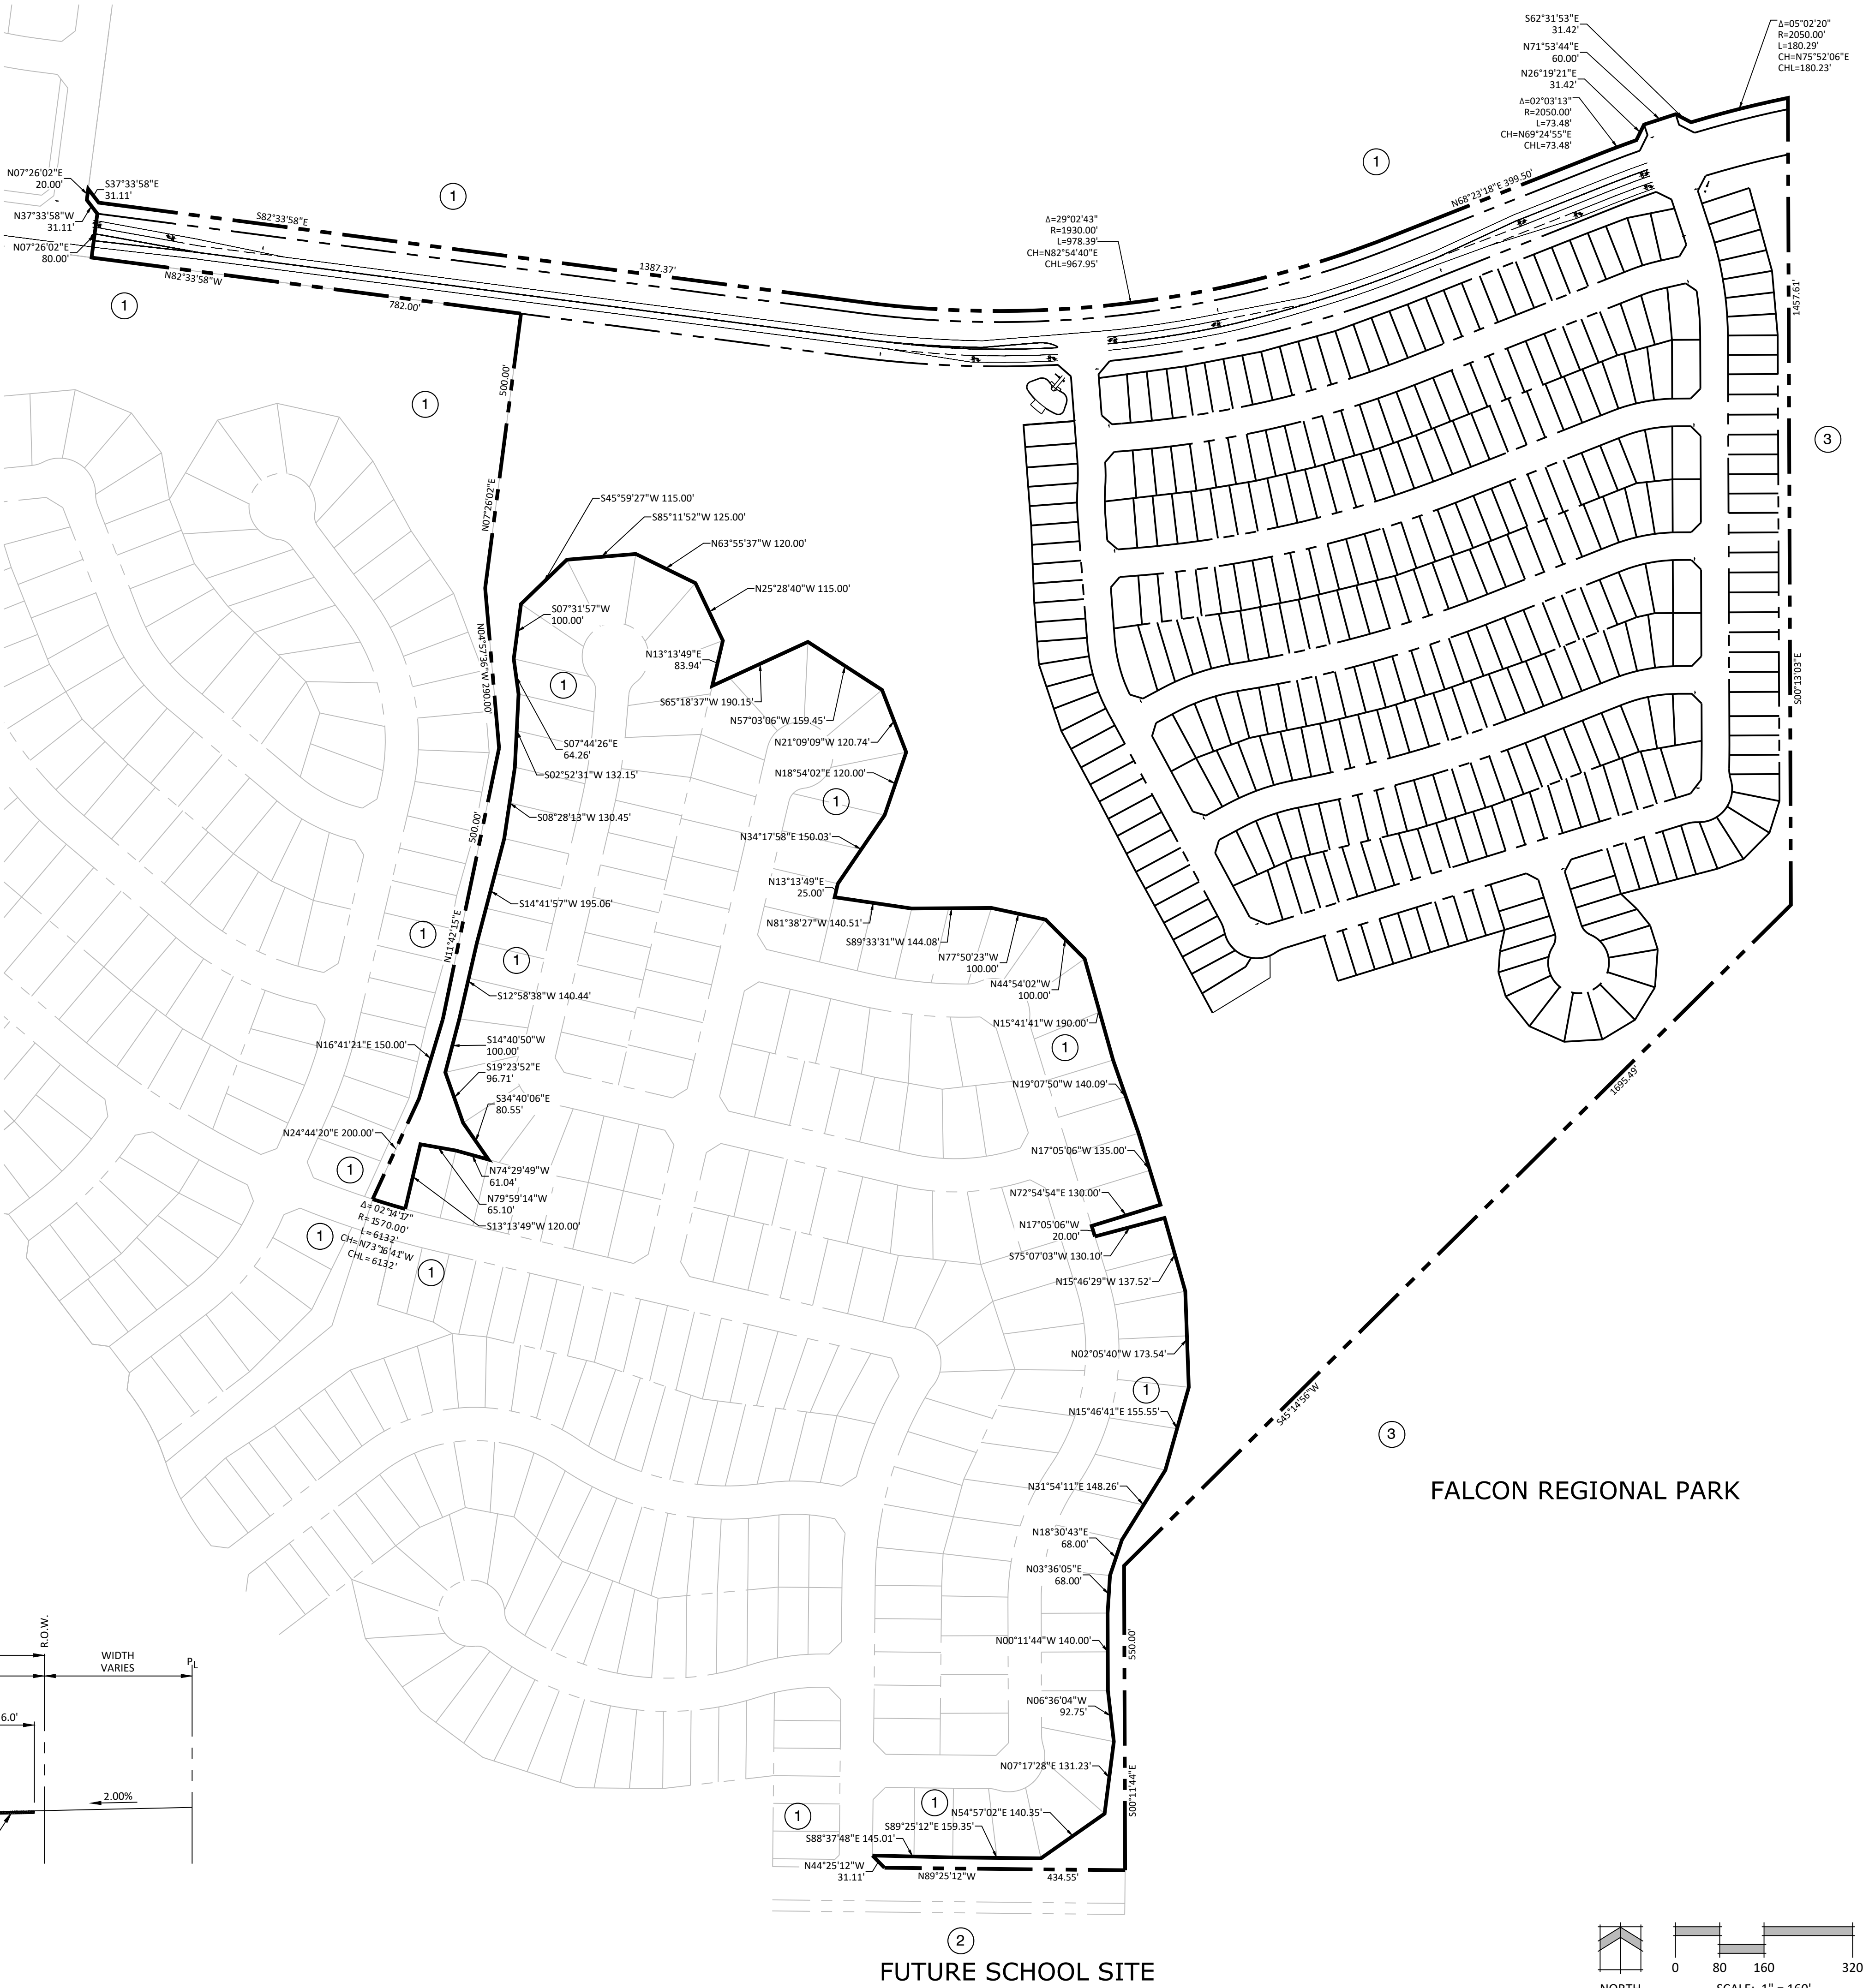 S62°31'53"E
31.42'
N71°53'44"E
60.00'
N26°19'21"E
31.42'
Δ=02°03'13"
R=2050.00'
L=73.48'
CH=N69°24'55"E
CHL=73.48'
Δ=05°02'20"
R=2050.00'
L=180.29'
CH=N75°52'06"E
CHL=180.23'
N07°26'02"E
20.00'
S37°33'58"E
31.11'
N37°33'58"W
31.11'
N07°26'02"E
80.00'
1
1
S82°33'58"E
1387.37'
N82°33'58"W
782.00'
Δ=29°02'43"
R=1930.00'
L=978.39'
CH=N82°54'40"E
CHL=967.95'
N68°23'18"E 399.50'
1457.61'
S00°13'03"E
1
1
3
500.00'
N07°26'02"E
S45°59'27"W 115.00'
S85°11'52"W 125.00'
N63°55'37"W 120.00'
N25°28'40"W 115.00'
S07°31'57"W
100.00'
N13°13'49"E
83.94'
N04°57'36"W 290.00'
1
S65°18'37"W 190.15'
N57°03'06"W 159.45'
N21°09'09"W 120.74'
S07°44'26"E
64.26'
S02°52'31"W 132.15'
N18°54'02"E 120.00'
1
S08°28'13"W 130.45'
500.00'
N34°17'58"E 150.03'
N13°13'49"E
25.00'
S14°41'57"W 195.06'
N11°42'15"E
N81°38'27"W 140.51'
1
S89°33'31"W 144.08'
1
N77°50'23"W
100.00'
N44°54'02"W
100.00'
S12°58'38"W 140.44'
N15°41'41"W 190.00'
N16°41'21"E 150.00'
S14°40'50"W
100.00'
1
S19°23'52"E
96.71'
N19°07'50"W 140.09'
1695.49'
S34°40'06"E
80.55'
N24°44'20"E 200.00'
N17°05'06"W 135.00'
1
N74°29'49"W
61.04'
N72°54'54"E 130.00'
N79°59'14"W
65.10'
S13°13'49"W 120.00'
N17°05'06"W
20.00'
Δ=02°14'17"
R=1570.00'
L=61.32'
CH=N73°16'41"W
CHL=61.32'
1
1
S75°07'03"W 130.10'
N15°46'29"W 137.52'
N02°05'40"W 173.54'
1
N15°46'41"E 155.55'
S45°14'56"W
3
N31°54'11"E 148.26'
FALCON REGIONAL PARK
N18°30'43"E
68.00'
N03°36'05"E
68.00'
N00°11'44"W 140.00'
550.00'
R.O.W.
WIDTH
VARIES
PL
6.0'
2.00%
N06°36'04"W
92.75'
N07°17'28"E 131.23'
S00°11'44"E
1
1
N54°57'02"E 140.35'
S89°25'12"E 159.35'
S88°37'48"E 145.01'
N44°25'12"W
31.11'
N89°25'12"W
434.55'
2
FUTURE SCHOOL SITE
0 80 160 320
NORTH
SCALE: 1" = 160'